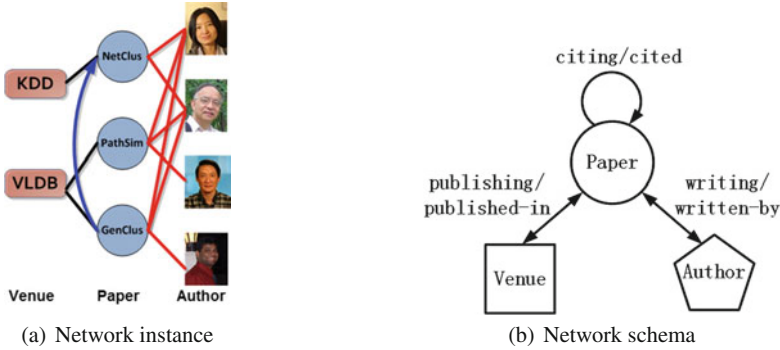 KDD
VLDB
NetClus
PathSim
GenClus
Venue Paper Author
(a) Network instance
citing/cited
Paper
publishing/
published-in
writing/
written-by
Venue
Author
(b) Network schema